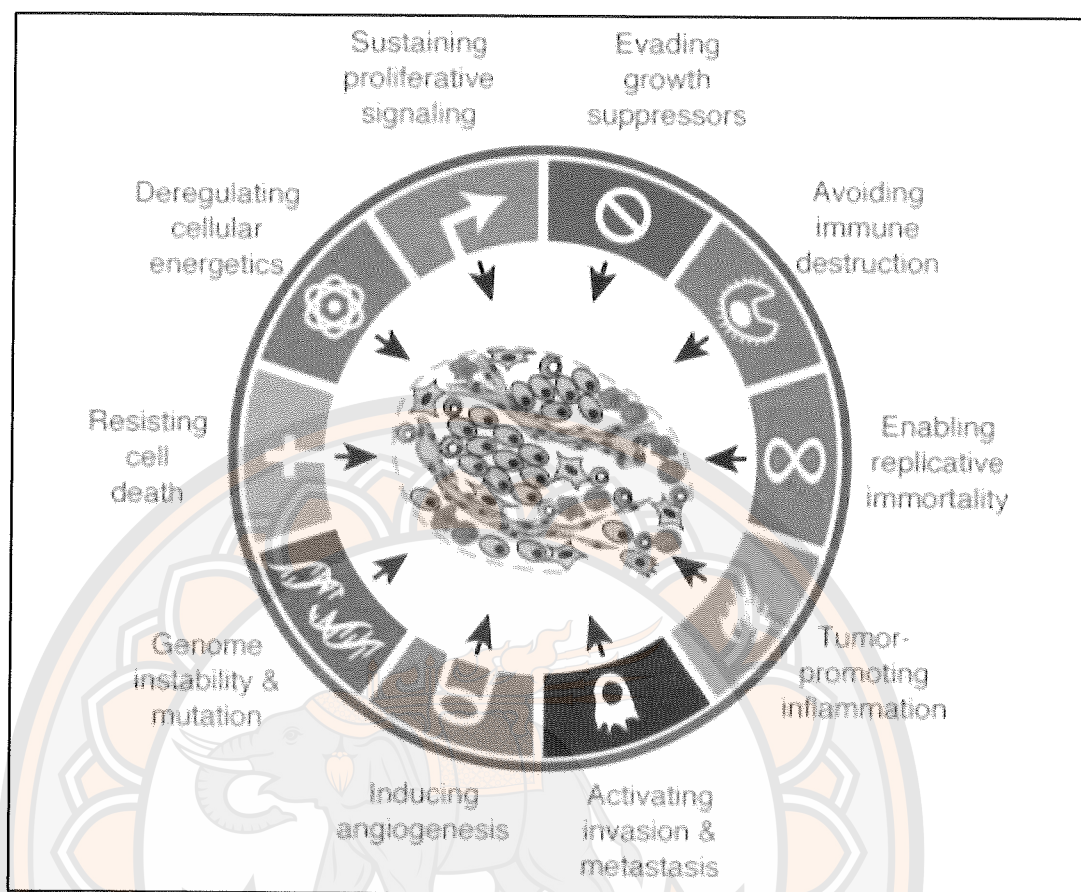 Sustaining
proliferative
signaling
Evading
growth
suppressors
Avoiding
immune
destruction
Enabling
replicative
immortality
Tumor-
promoting
inflammation
Activating
invasion &
metastasis
Inducing
angiogenesis
Genome
instability &
mutation
Resisting
cell
death
Deregulating
cellular
energetics